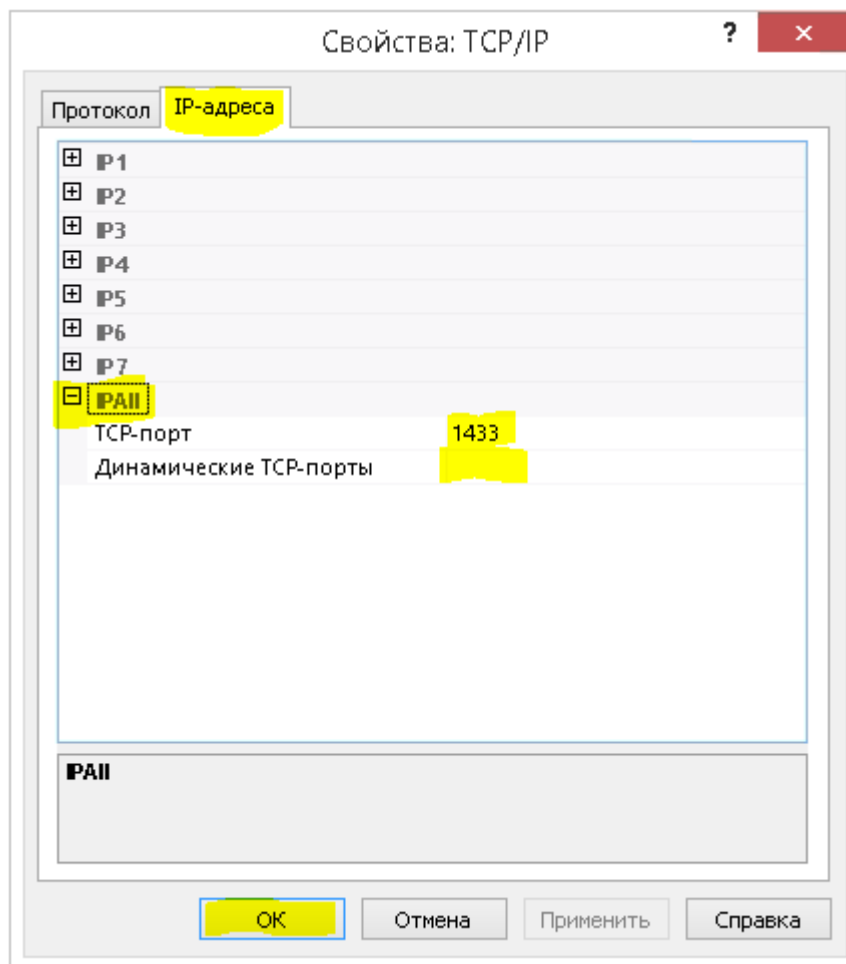 Свойства: TCP/IP
?
Протокол IP-адреса
IP1
IP2
IP3
IP4
IP5
IP6
IP7
IPAll
TCP-порт 1433
Динамические TCP-порты
IPAll
OK Отмена Применить Справка